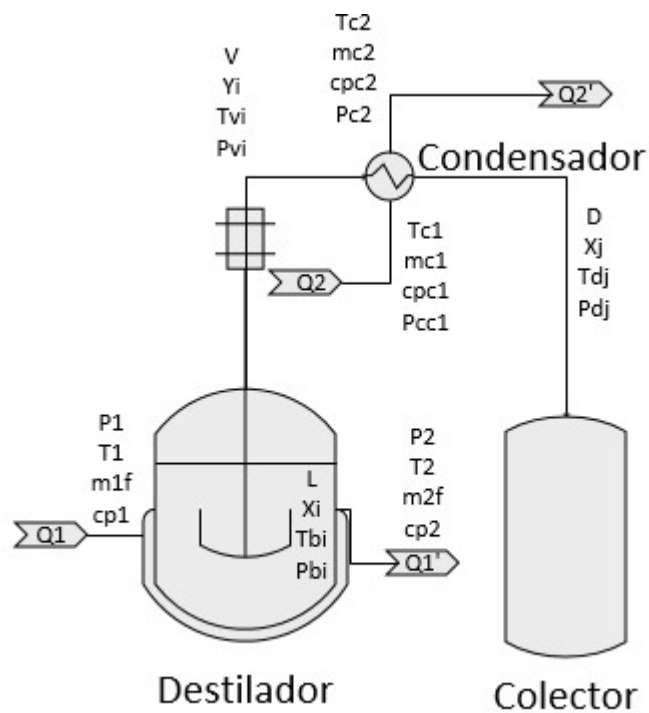 Tc2
mc2
cpc2
Pc2
V
Yi
Tvi
Pvi
Q2'
Condensador
Tc1
mc1
cpc1
Pcc1
Q2
D
Xj
Tdj
Pdj
P1
T1
m1f
cp1
Q1
L
Xi
Tbi
Pbi
P2
T2
m2f
cp2
Q1'
Destilador
Colector